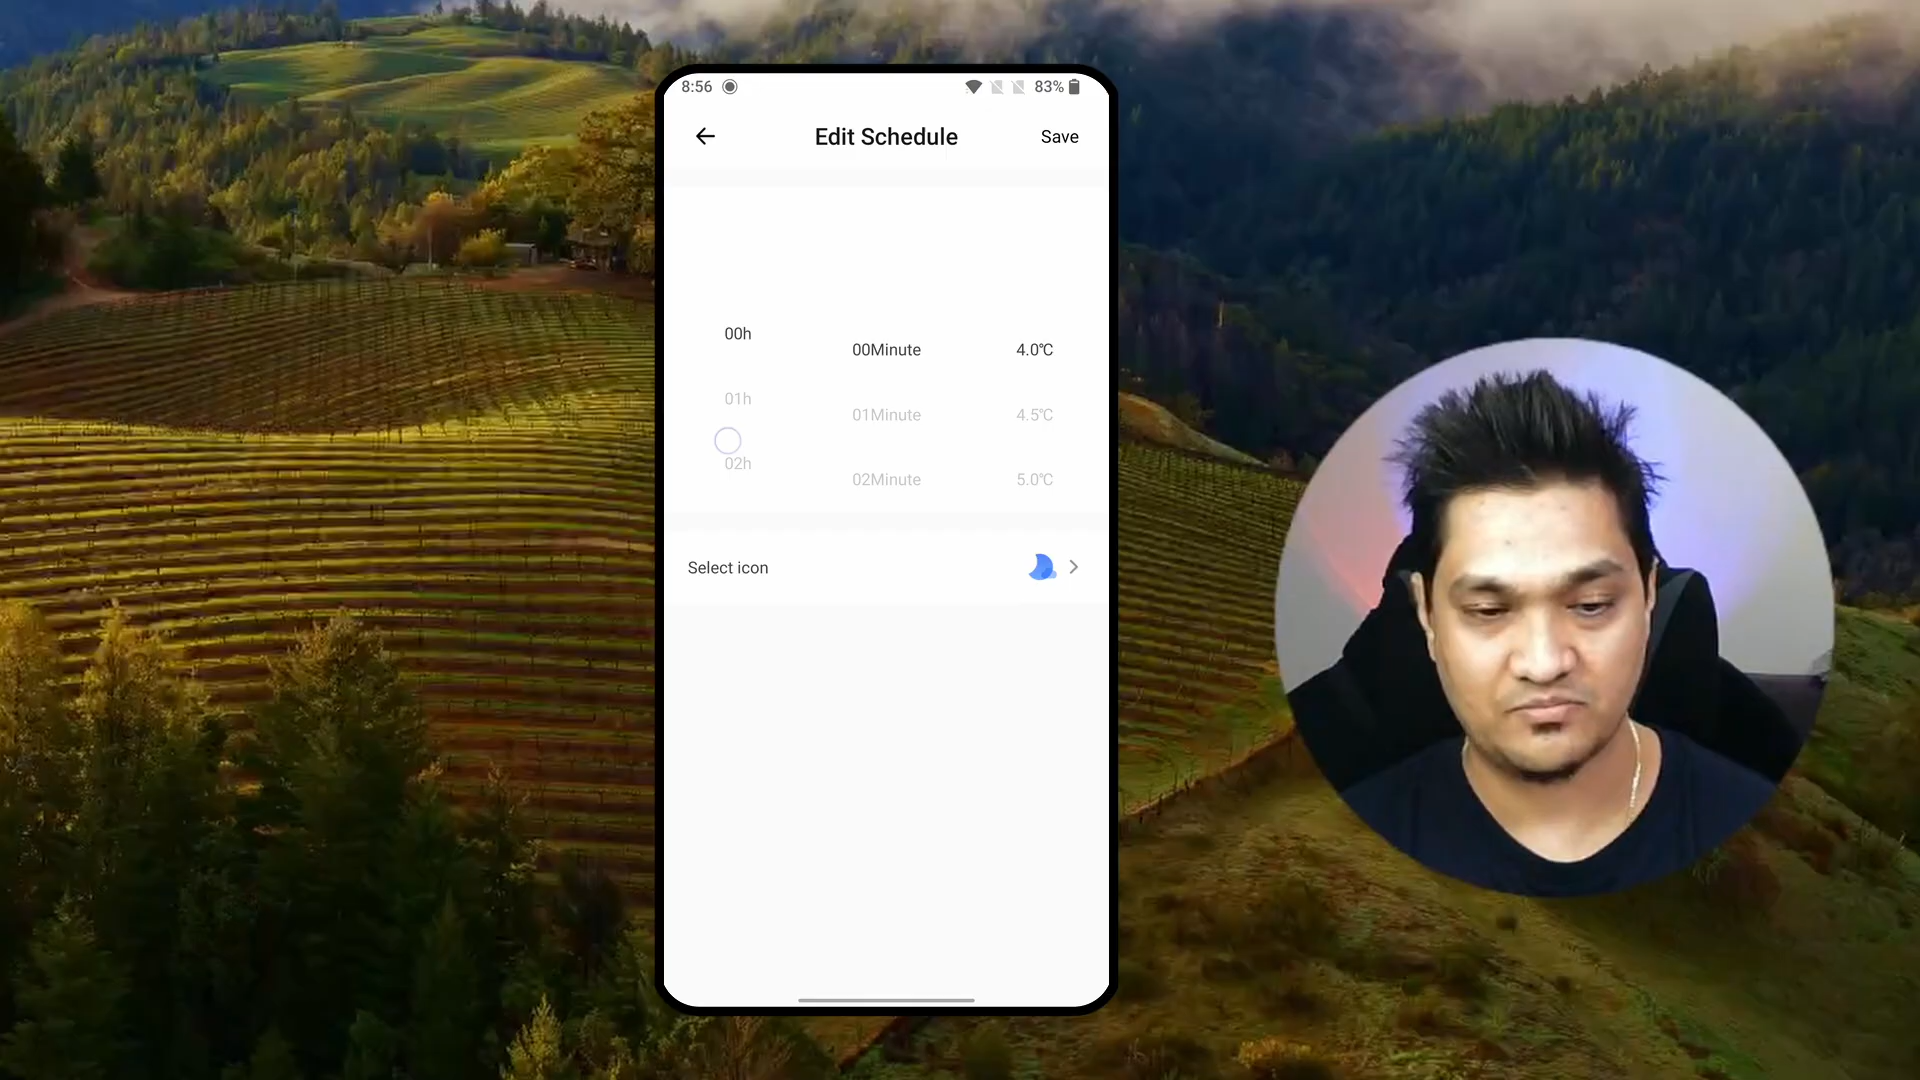 8:56 83%
Edit Schedule Save
00h 00Minute 4.0℃
01h 01Minute 4.5℃
02h 02Minute 5.0℃
Select icon